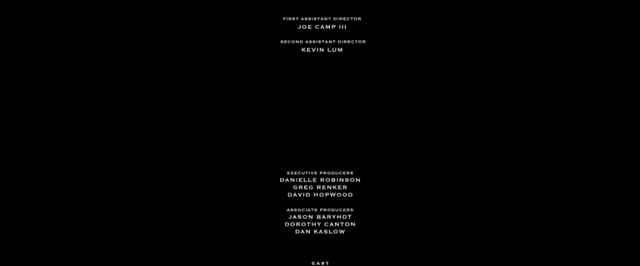 FIRST ASSISTANT DIRECTOR
JOE CAMP III
SECOND ASSISTANT DIRECTOR
KEVIN LUM
EXECUTIVE PRODUCERS
DANIELLE ROBINSON
GREG RENKER
DAVID HOPWOOD
ASSOCIATE PRODUCERS
JASON BARYHDT
DOROTHY CANTON
DAN KASLOW
CAST